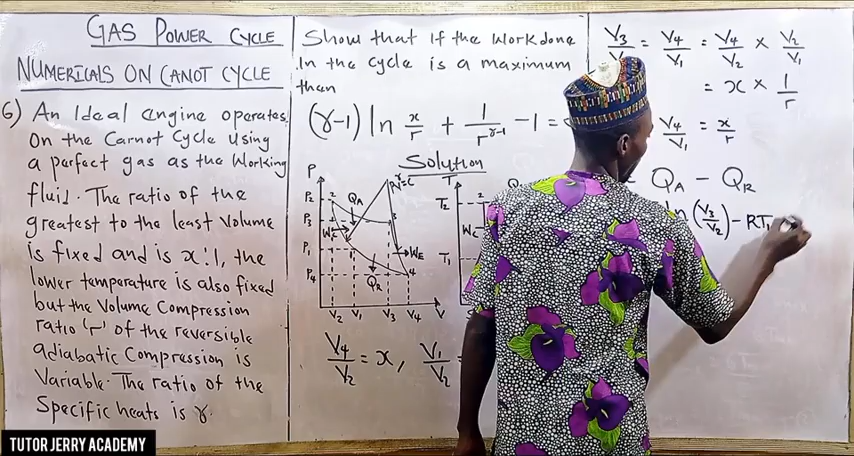 GAS POWER CYCLE
NUMERICALS ON CANOT CYCLE
6) An Ideal engine operates
On the Carnot Cycle Using
a perfect gas as the Working
fluid. The ratio of the
greatest to the least Volume
is fixed and is x:1, the
lower temperature is also fixed
but the Volume Compression
ratio 'r' of the reversible
adiabatic Compression is
Variable. The ratio of the
Specific heats is γ.
Show that if the Workdone
in the cycle is a maximum
then
(γ-1) ln x/r + 1/r^γ-1 - 1 =
Solution
P
P2
P3
P1
P4
2
3
4
QA
WC
WE
QR
V2 V1 V3 V4 V
T
T2
T1
2
WC
V4/V2 = x, V1/V2 =
V3/V = V4/V1 = V4/V2 × V2/V1
= x × 1/r
V4/V1 = x/r
QA - QR
ln (V3/V2) - RT1
TUTOR JERRY ACADEMY